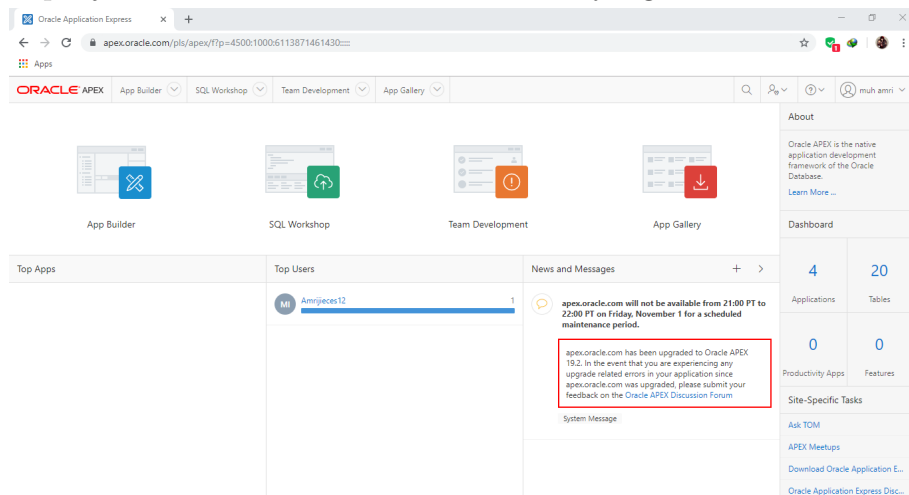 Oracle Application Express
apex.oracle.com/pls/apex/f?p=4500:1000:6113871461430:::::
1
Apps
ORACLE APEX App Builder SQL Workshop Team Development App Gallery muh amri
App Builder SQL Workshop Team Development App Gallery
Top Apps
Top Users
MI Amrijieces12 1
News and Messages
apex.oracle.com will not be available from 21:00 PT to
22:00 PT on Friday, November 1 for a scheduled
maintenance period.
apex.oracle.com has been upgraded to Oracle APEX
19.2. In the event that you are experiencing any
upgrade related errors in your application since
apex.oracle.com was upgraded, please submit your
feedback on the Oracle APEX Discussion Forum
System Message
About
Oracle APEX is the native
application development
framework of the Oracle
Database.
Learn More ...
Dashboard
4 20
Applications Tables
0 0
Productivity Apps Features
Site-Specific Tasks
Ask TOM
APEX Meetups
Download Oracle Application E...
Oracle Application Express Disc...